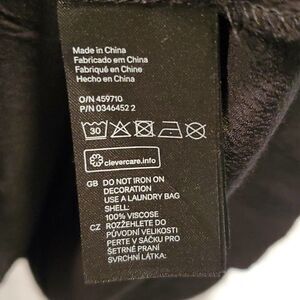 Made in China
Fabricado em China
Fabriqué en Chine
Hecho en China
O/N 459710
P/N 0346452 2
30
clevercare.info
GB DO NOT IRON ON
DECORATION
USE A LAUNDRY BAG
SHELL:
100% VISCOSE
CZ ROZŽEHLETE DO
PŮVODNÍ VELIKOSTI
PERTE V SÁČKU PRO
ŠETRNÉ PRANÍ
SVRCHNÍ LÁTKA: